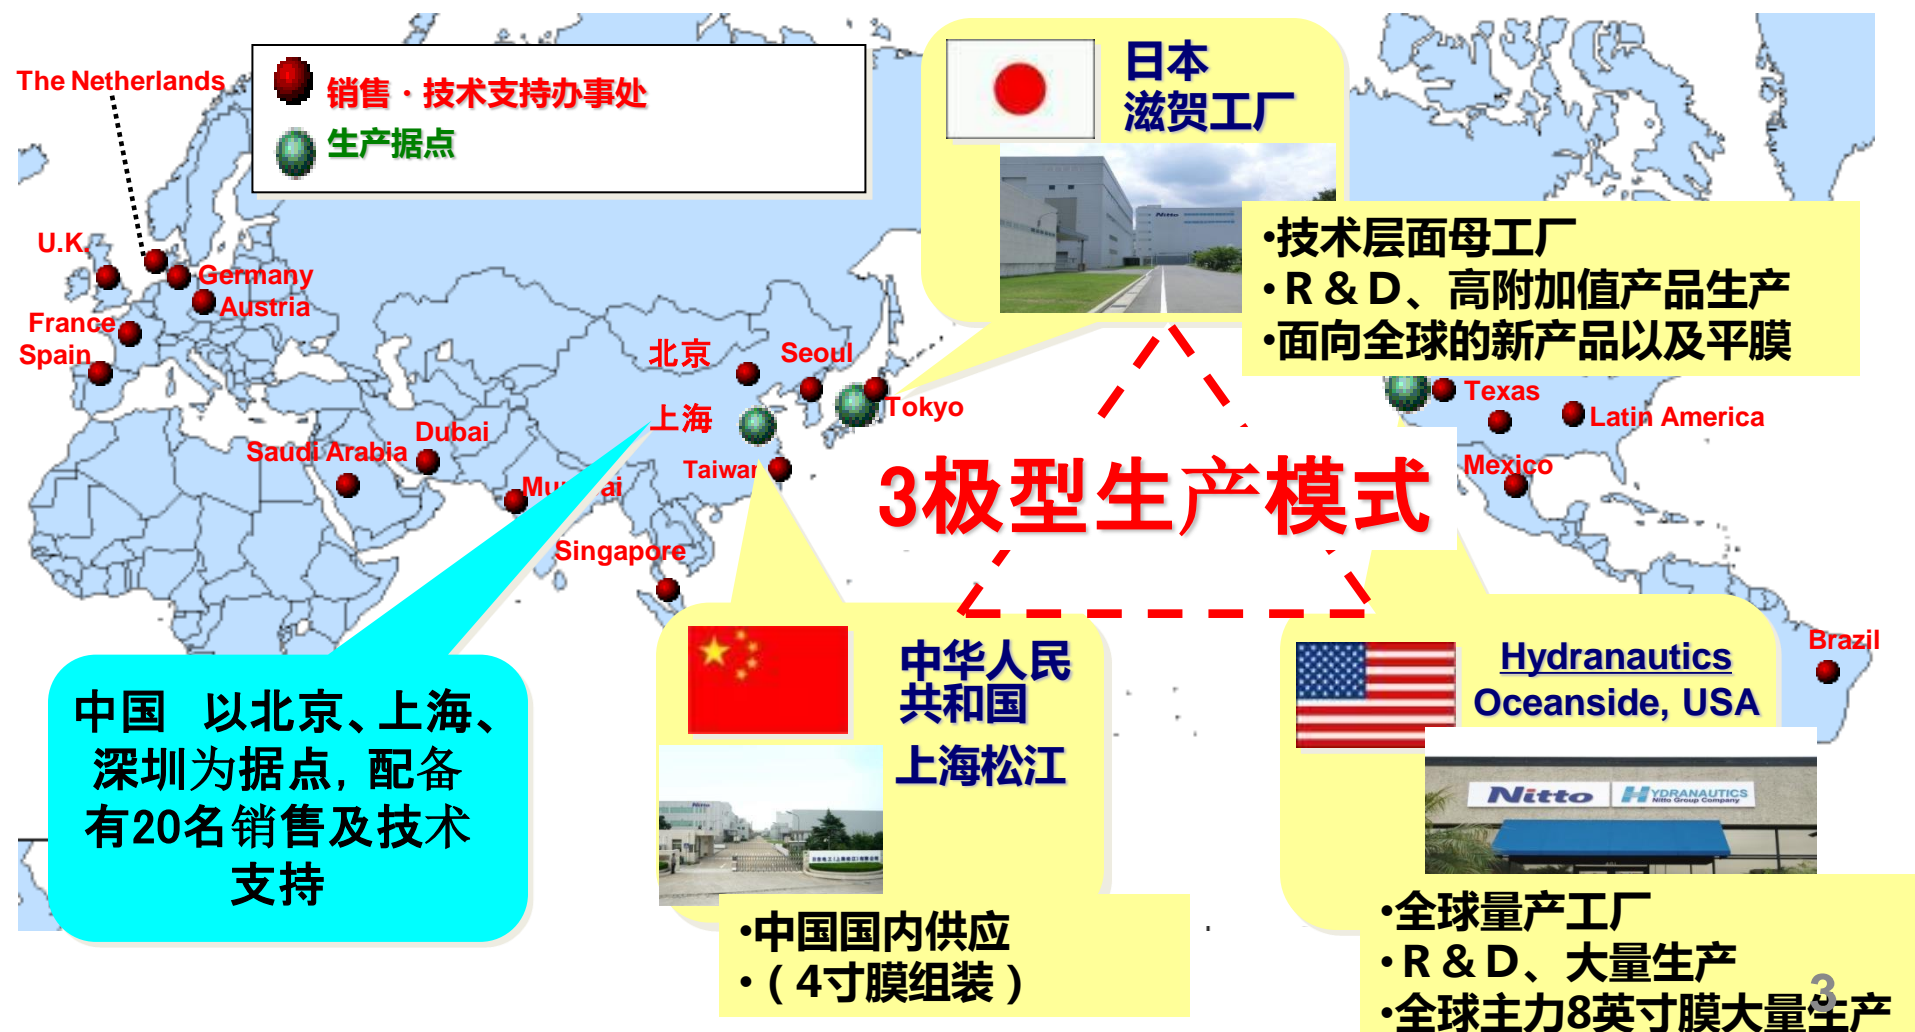 The Netherlands
销售·技术支持办事处
生产据点
日本
滋贺工厂
Nitto
•技术层面母工厂
•R＆D、高附加值产品生产
•面向全球的新产品以及平膜
U.K.
Germany
Austria
France
Spain
北京
Seoul
上海
Tokyo
Dubai
Saudi Arabia
Taiwan
Singapore
Texas
Latin America
Mexico
Brazil
3极型生产模式
中国 以北京、上海、
深圳为据点, 配备
有20名销售及技术
支持
中华人民
共和国
上海松江
Nitto
•中国国内供应
•(4寸膜组装)
Hydranautics
Oceanside, USA
Nitto
HYDRANAUTICS
Nitto Group Company
•全球量产工厂
•R＆D、大量生产
•全球主力8英寸膜大量生产
3